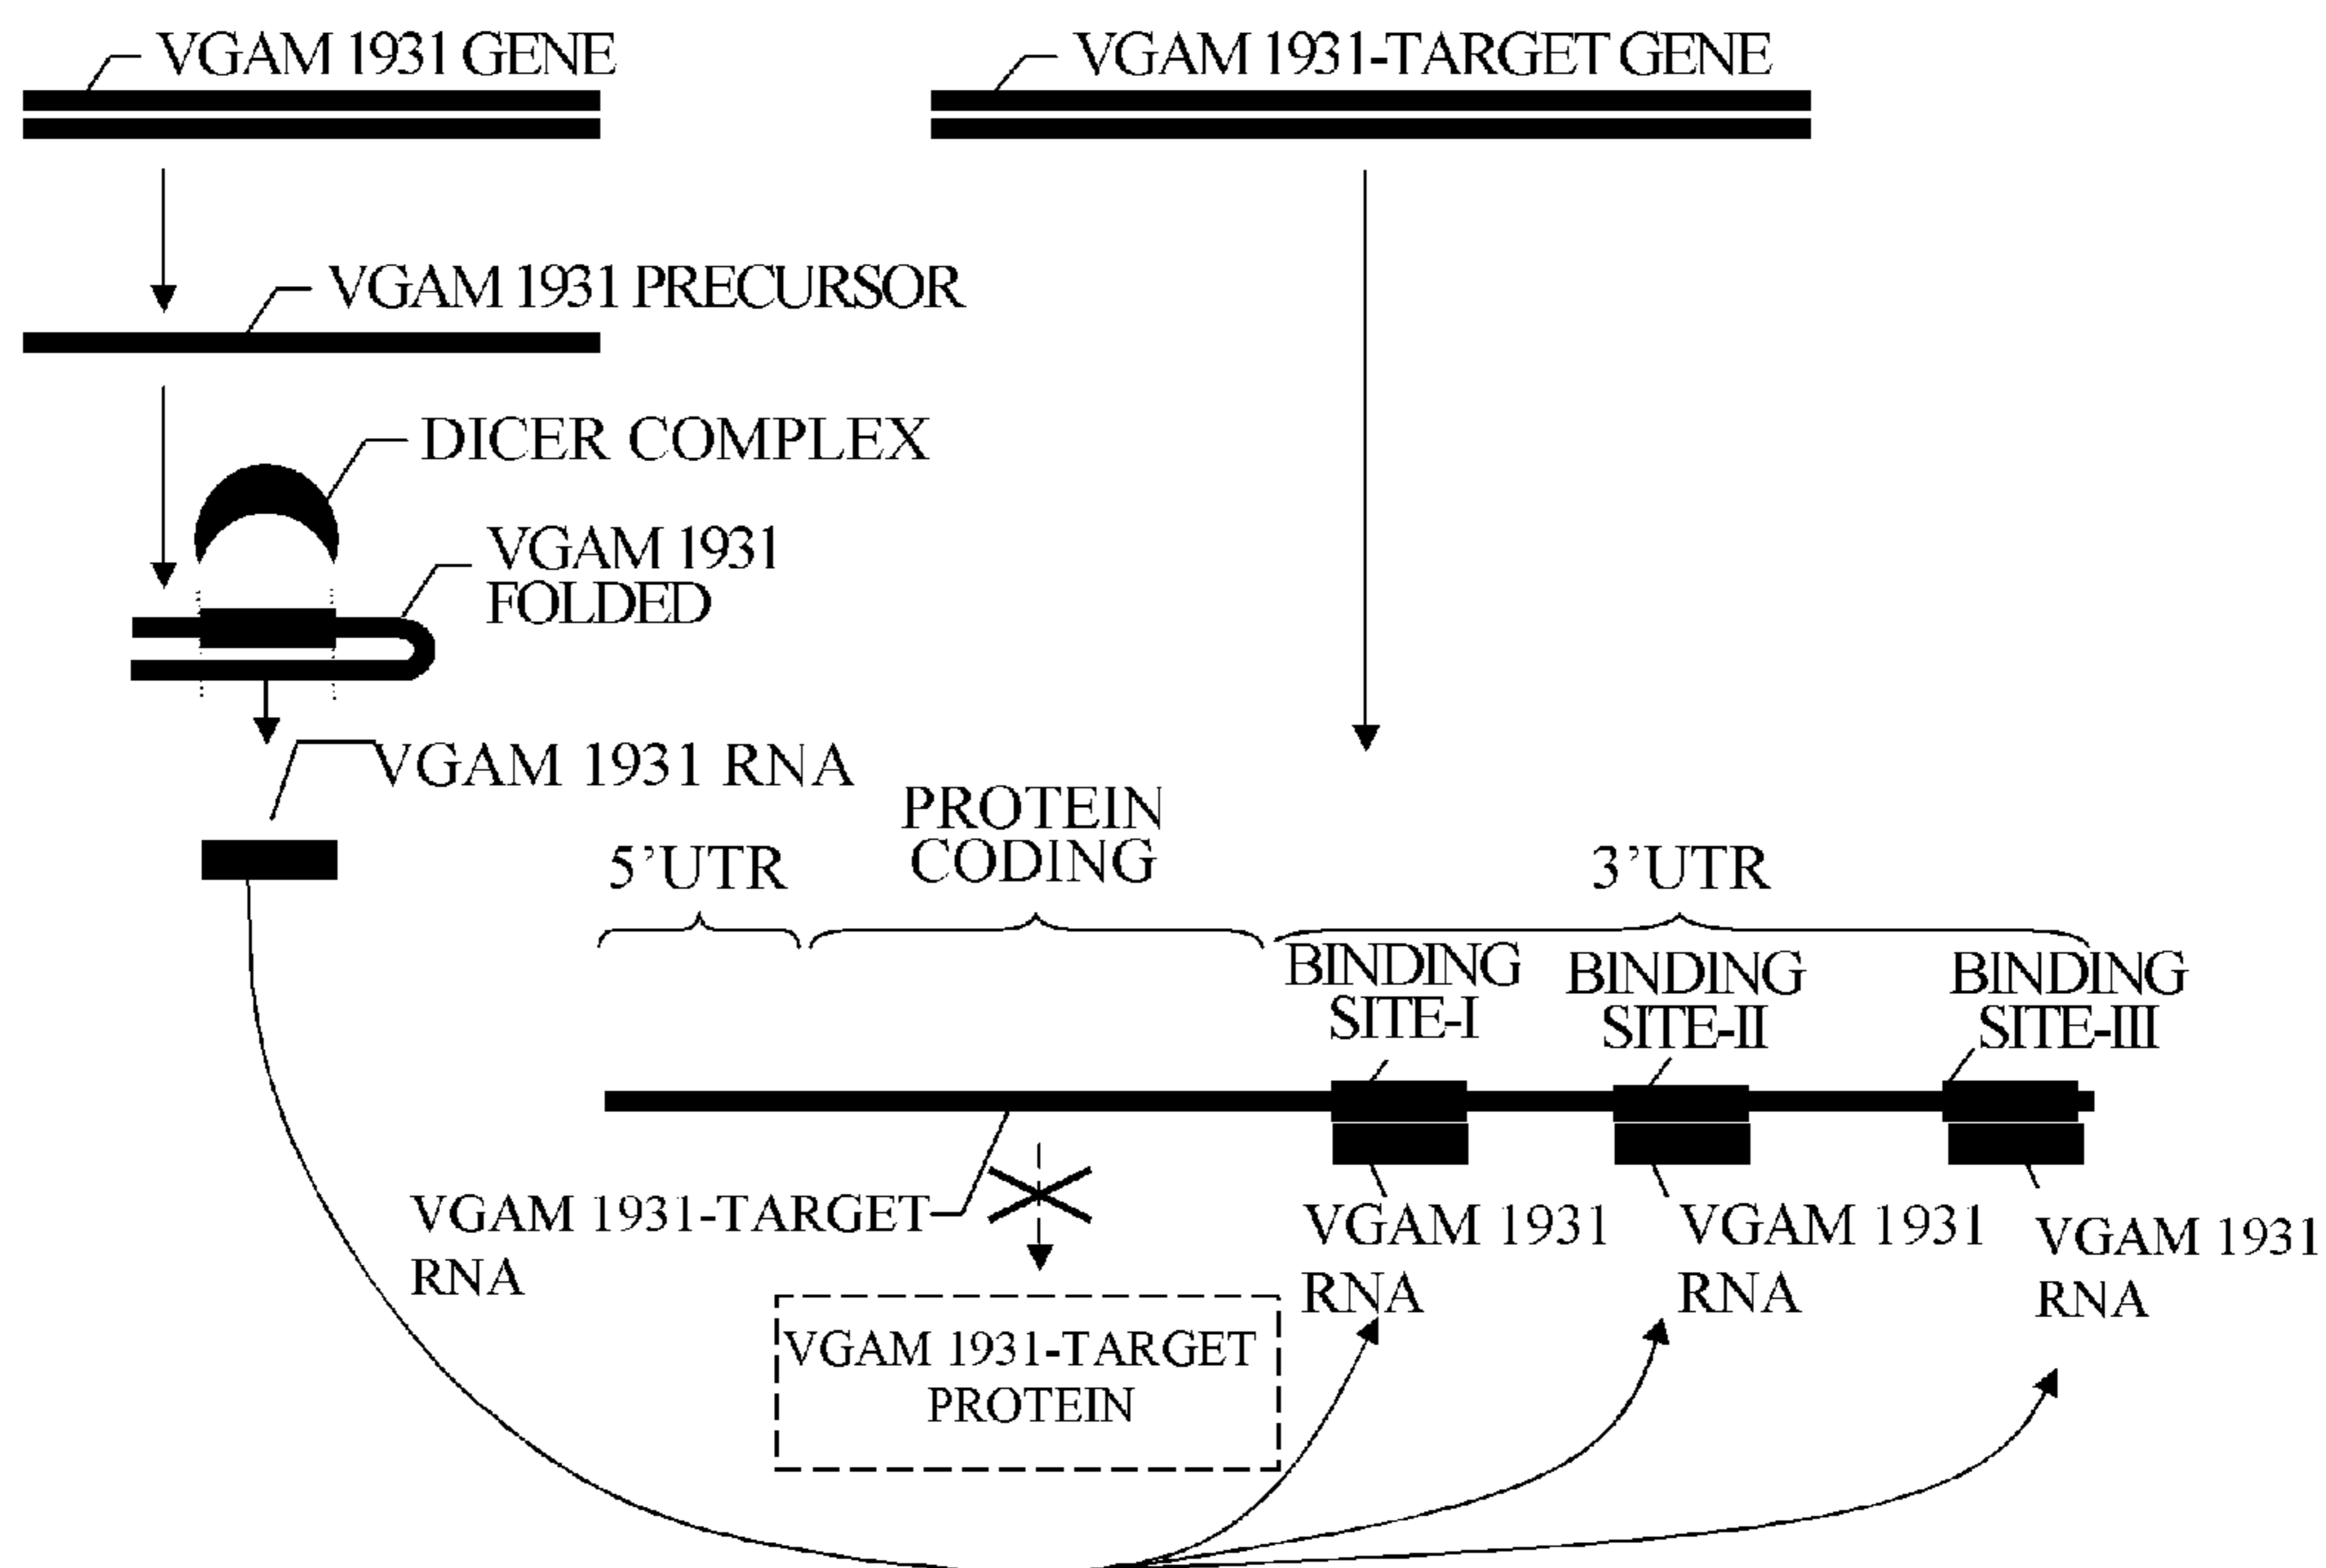 VGAM 1931 GENE
VGAM 1931-TARGET GENE
VGAM 1931 PRECURSOR
DICER COMPLEX
VGAM 1931
FOLDED
VGAM 1931 RNA
5’UTR
PROTEIN
CODING
3’UTR
BINDING
SITE-I
BINDING
SITE-II
BINDING
SITE-III
VGAM 1931-TARGET
RNA
VGAM 1931
RNA
VGAM 1931
RNA
VGAM 1931
RNA
VGAM 1931-TARGET
PROTEIN